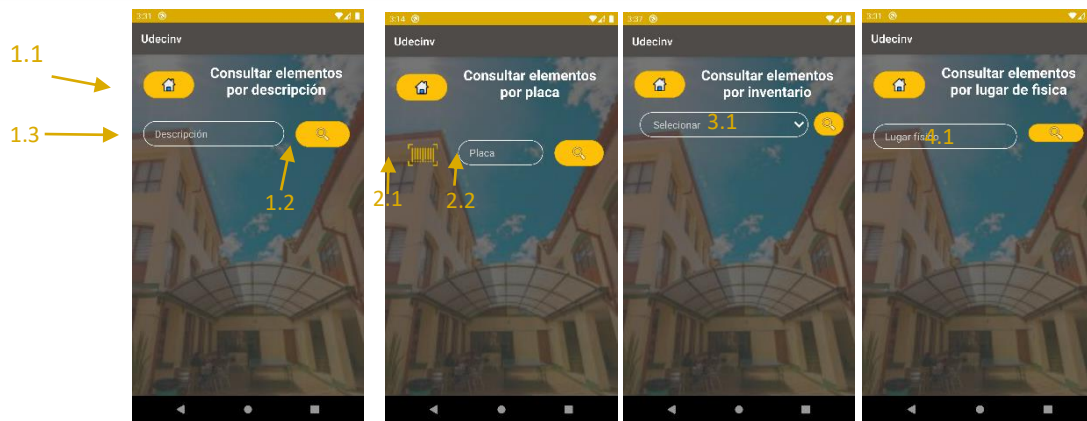 1.1
1.3
3:31
Udecinv
Consultar elementos
por descripción
Descripción
1.2
3:14
Udecinv
Consultar elementos
por placa
Placa
2.1
2.2
3:37
Udecinv
Consultar elementos
por inventario
Selecionar
3.1
3:31
Udecinv
Consultar elementos
por lugar de fisica
Lugar fisico
4.1